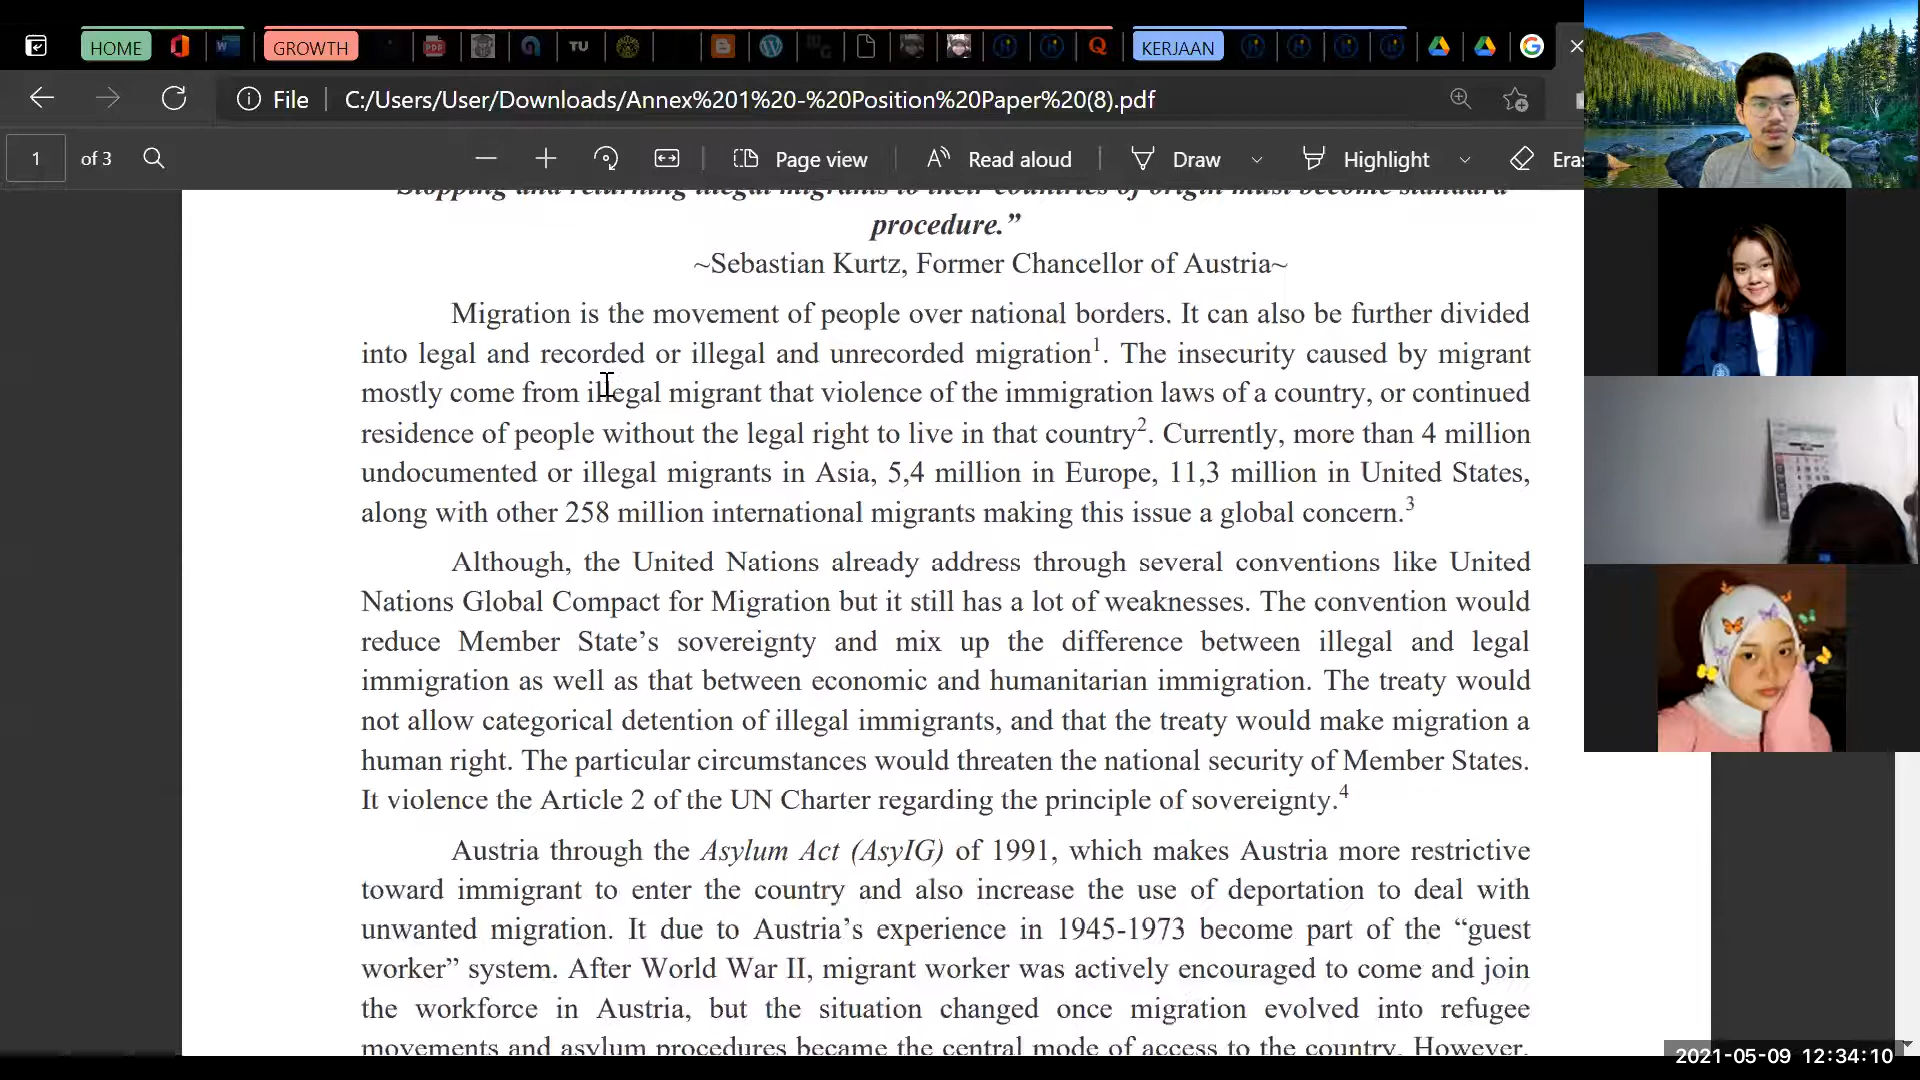 HOME
GROWTH
PDF
TU
KERJAAN
File
C:/Users/User/Downloads/Annex%201%20-%20Position%20Paper%20(8).pdf
1
of 3
Page view
Read aloud
Draw
Highlight
Eras
Stopping and returning illegal migrants to their countries of origin must become standard
procedure.”
~Sebastian Kurtz, Former Chancellor of Austria~
Migration is the movement of people over national borders. It can also be further divided
into legal and recorded or illegal and unrecorded migration1. The insecurity caused by migrant
mostly come from illegal migrant that violence of the immigration laws of a country, or continued
residence of people without the legal right to live in that country2. Currently, more than 4 million
undocumented or illegal migrants in Asia, 5,4 million in Europe, 11,3 million in United States,
along with other 258 million international migrants making this issue a global concern.3
Although, the United Nations already address through several conventions like United
Nations Global Compact for Migration but it still has a lot of weaknesses. The convention would
reduce Member State’s sovereignty and mix up the difference between illegal and legal
immigration as well as that between economic and humanitarian immigration. The treaty would
not allow categorical detention of illegal immigrants, and that the treaty would make migration a
human right. The particular circumstances would threaten the national security of Member States.
It violence the Article 2 of the UN Charter regarding the principle of sovereignty.4
Austria through the Asylum Act (AsyIG) of 1991, which makes Austria more restrictive
toward immigrant to enter the country and also increase the use of deportation to deal with
unwanted migration. It due to Austria’s experience in 1945-1973 become part of the “guest
worker” system. After World War II, migrant worker was actively encouraged to come and join
the workforce in Austria, but the situation changed once migration evolved into refugee
movements and asylum procedures became the central mode of access to the country. However,
2021-05-09 12:34:10